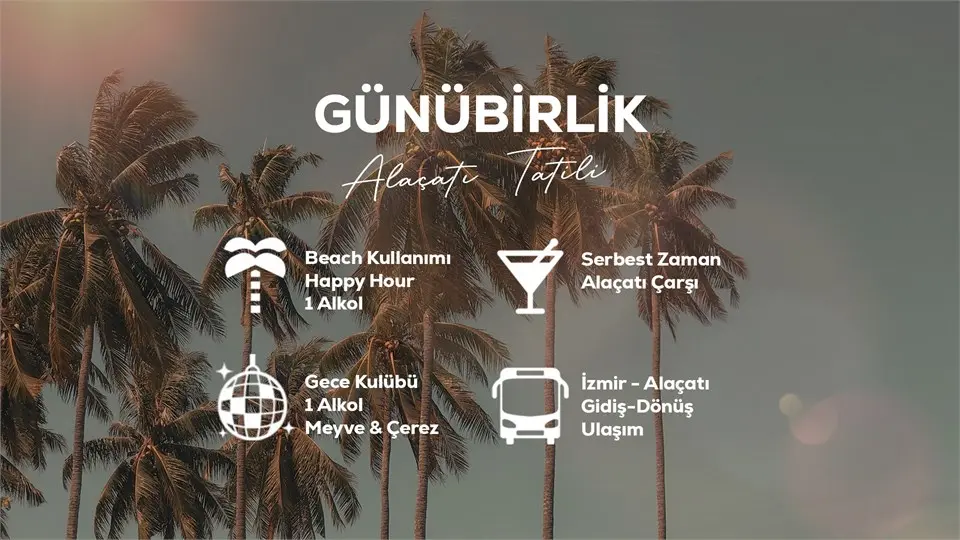 GÜNÜBİRLİK
Alaçatı Tatili
Beach Kullanımı
Happy Hour
1 Alkol
Serbest Zaman
Alaçatı Çarşı
Gece Kulübü
1 Alkol
Meyve & Çerez
İzmir - Alaçatı
Gidiş-Dönüş
Ulaşım